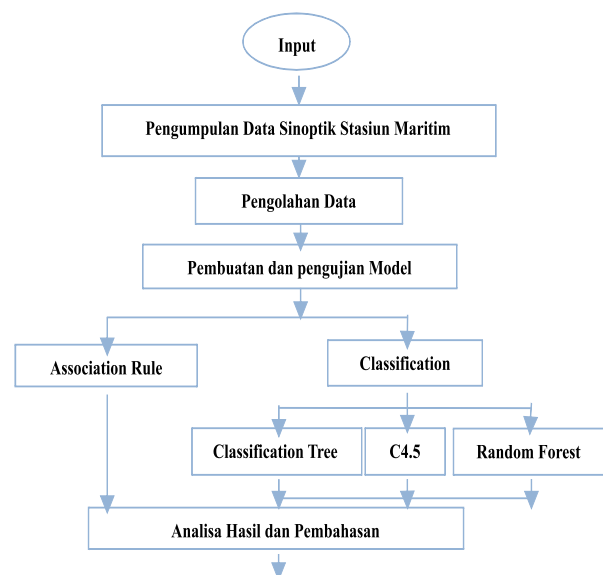 Input
Pengumpulan Data Sinoptik Stasiun Maritim
Pengolahan Data
Pembuatan dan pengujian Model
Association Rule
Classification
Classification Tree
C4.5
Random Forest
Analisa Hasil dan Pembahasan